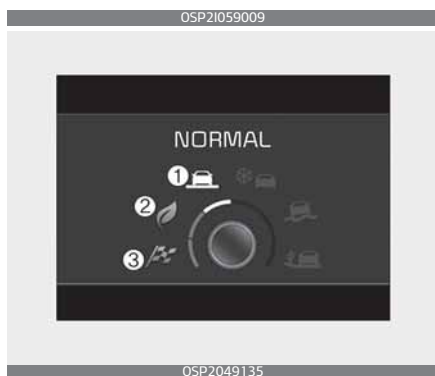 OSP2I059009
NORMAL
①
②
③
OSP2049135